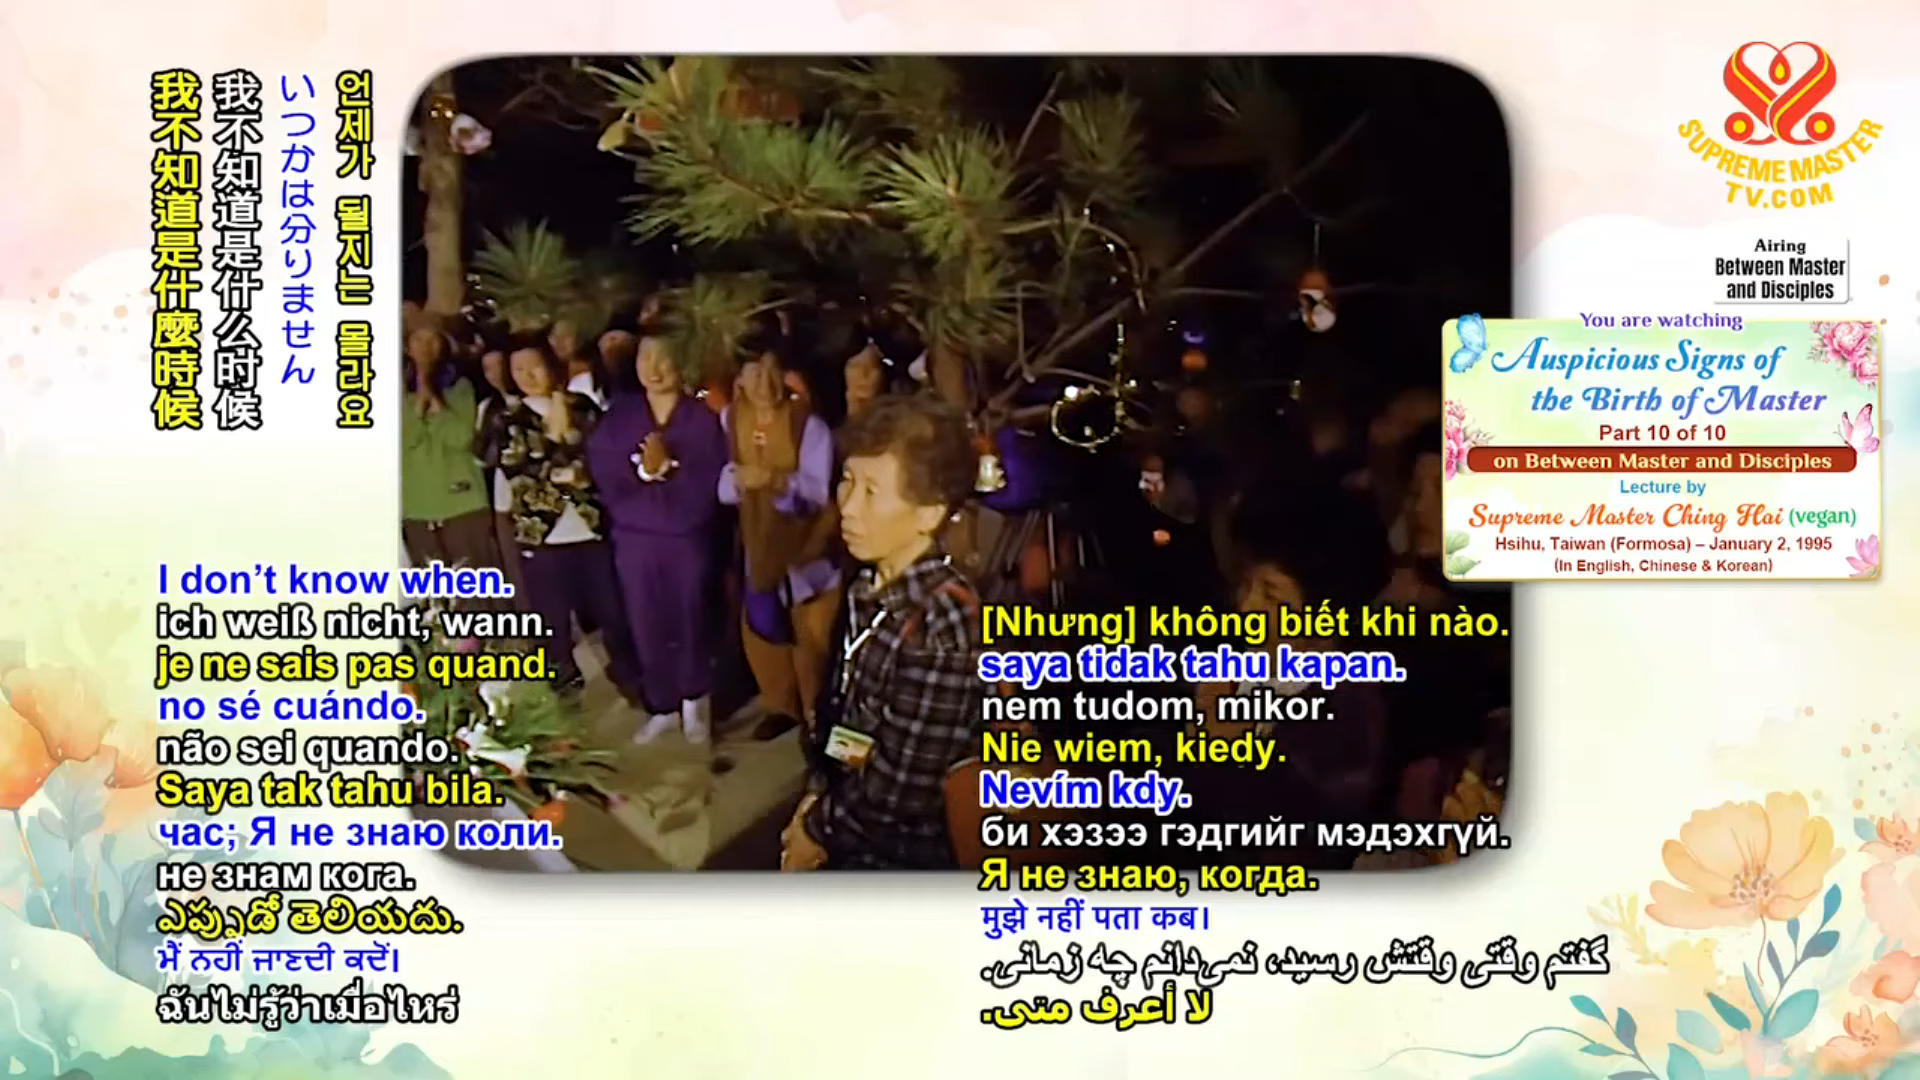 我不知道是什麼時候
我不知道是什么时候
いつかは分りません
언제가 될지는 몰라요
I don’t know when.
ich weiß nicht, wann.
je ne sais pas quand.
no sé cuándo.
não sei quando.
Saya tak tahu bila.
час; Я не знаю коли.
не знам кога.
ఎప్పుడో తెలియదు.
ਮੈਂ ਨਹੀਂ ਜਾਣਦੀ ਕਦੋਂ।
ฉันไม่รู้ว่าเมื่อไหร่
[Nhưng] không biết khi nào.
saya tidak tahu kapan.
nem tudom, mikor.
Nie wiem, kiedy.
Nevím kdy.
би хэзээ гэдгийг мэдэхгүй.
Я не знаю, когда.
मुझे नहीं पता कब।
گفتم وقتی وقتش رسید، نمی‌دانم چه زمانی.
لا أعرف متى.
SUPREME MASTER
TV.COM
Airing
Between Master
and Disciples
You are watching
Auspicious Signs of
the Birth of Master
Part 10 of 10
on Between Master and Disciples
Lecture by
Supreme Master Ching Hai (vegan)
Hsihu, Taiwan (Formosa) – January 2, 1995
(In English, Chinese & Korean)